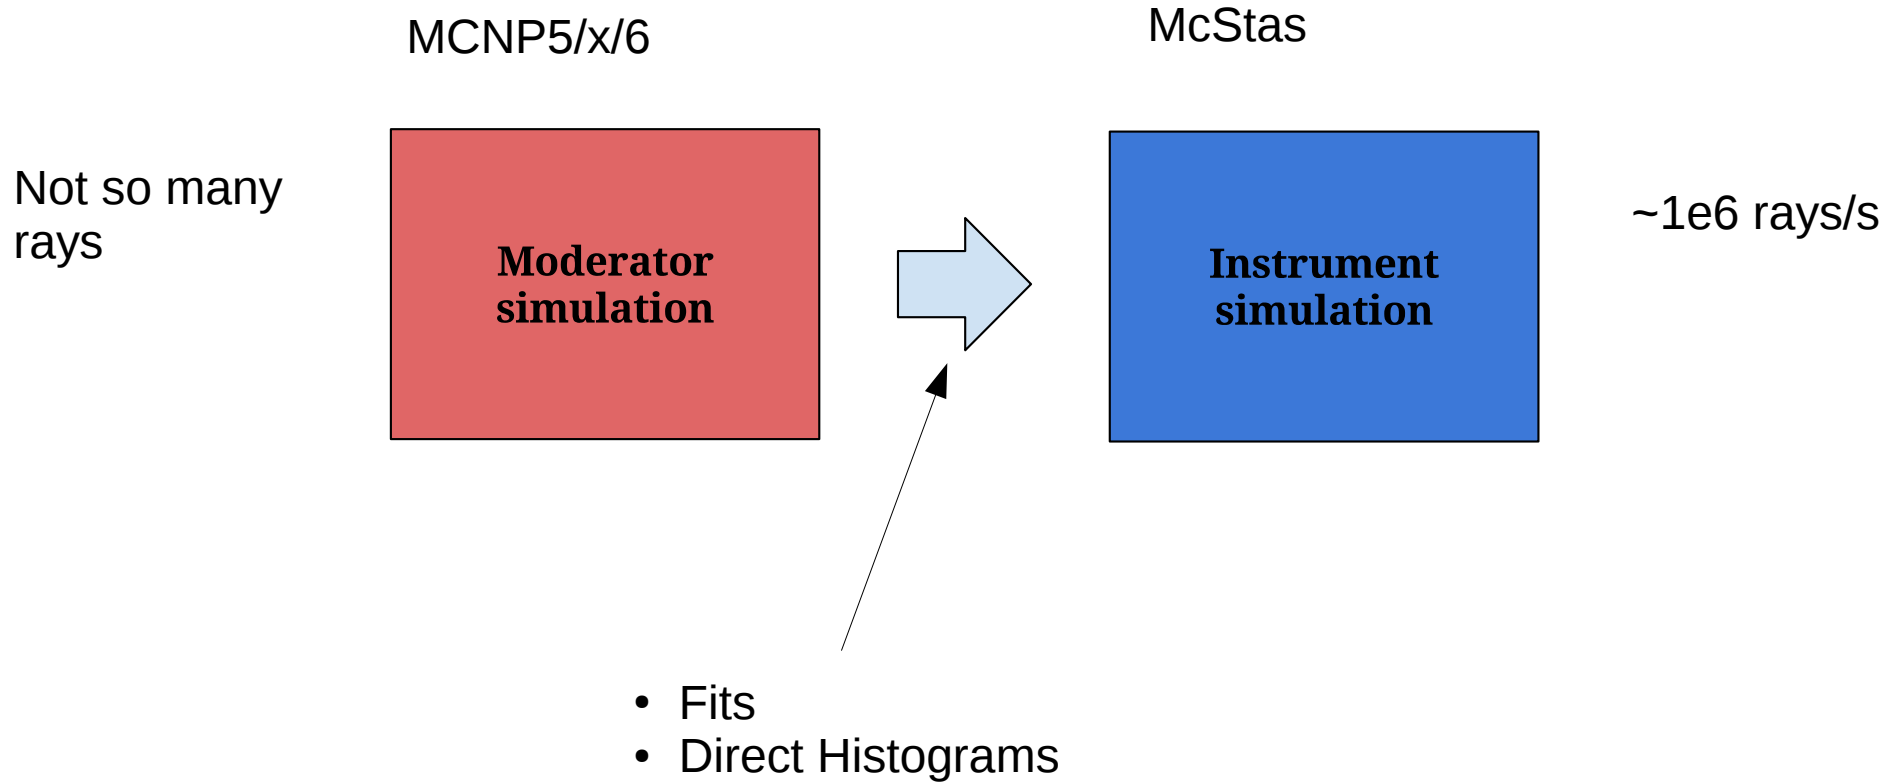 MCNP5/x/6
McStas
Not so many
rays
Moderator
simulation
Instrument
simulation
~1e6 rays/s
• Fits
• Direct Histograms